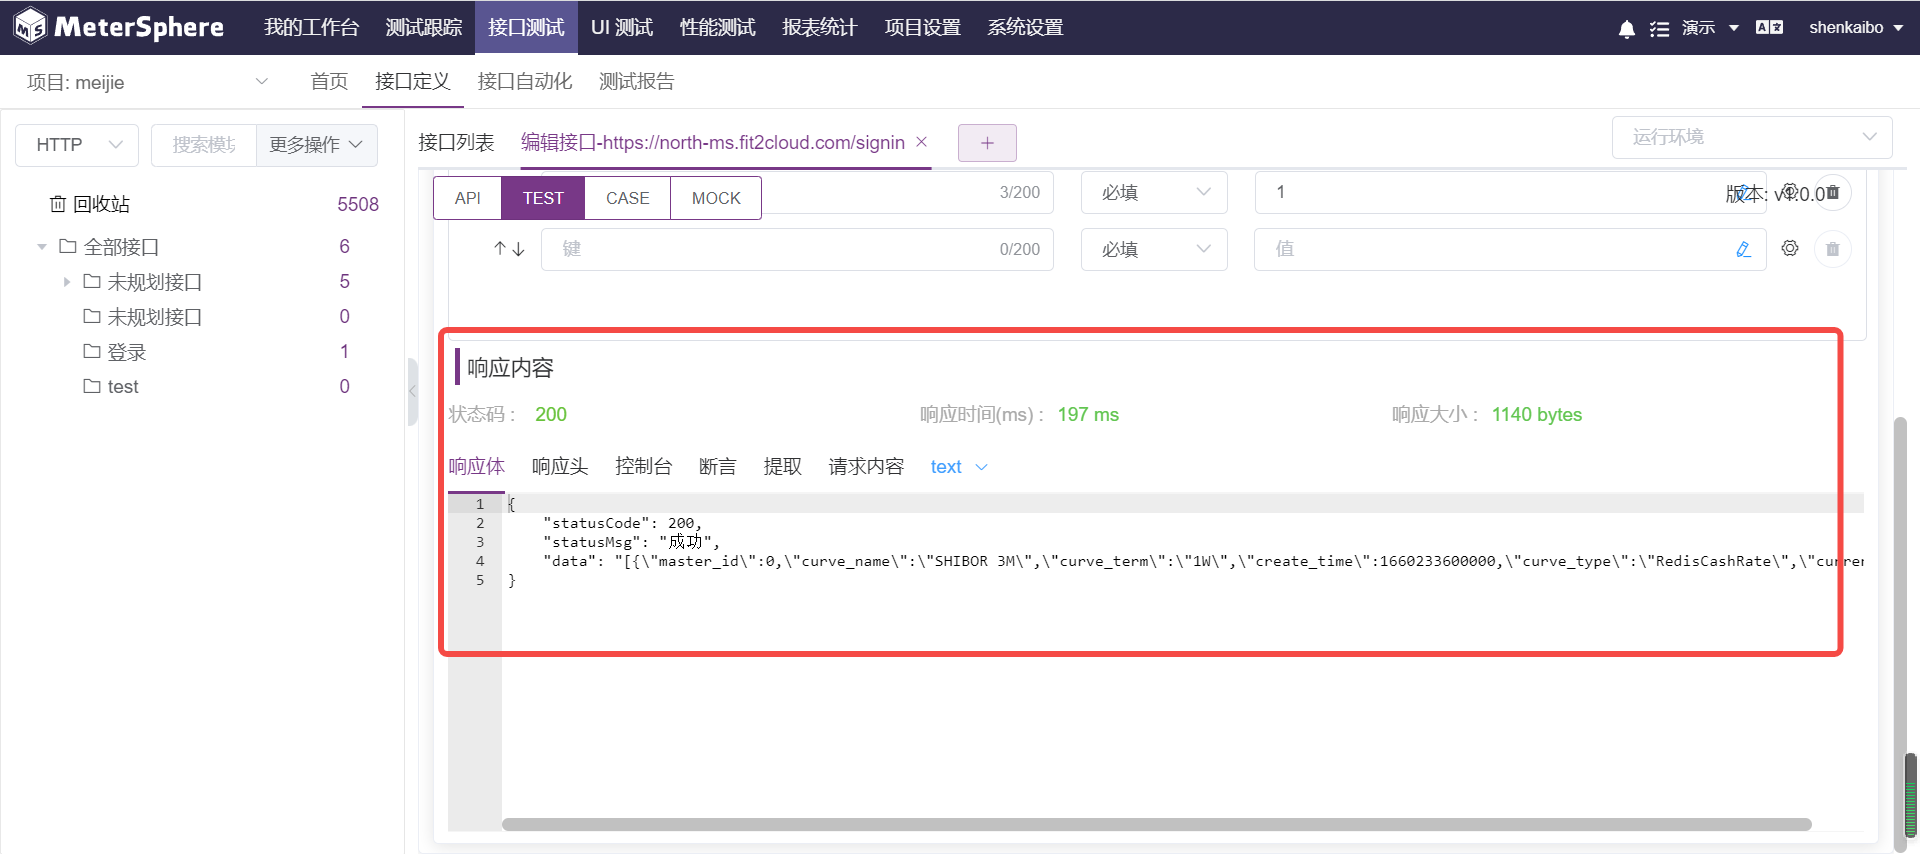 MeterSphere 我的工作台 测试跟踪 接口测试 UI 测试 性能测试 报表统计 项目设置 系统设置 演示 shenkaibo
项目: meijie 首页 接口定义 接口自动化 测试报告
HTTP 搜索模块 更多操作 接口列表 编辑接口-https://north-ms.fit2cloud.com/signin × + 运行环境
回收站 5508
全部接口 6
未规划接口 5
未规划接口 0
登录 1
test 0
API TEST CASE MOCK 3/200 必填 1 版本: v1.0.0
键 0/200 必填 值
响应内容
状态码 : 200 响应时间(ms) : 197 ms 响应大小 : 1140 bytes
响应体 响应头 控制台 断言 提取 请求内容 text
1 {
2 "statusCode": 200,
3 "statusMsg": "成功",
4 "data": "[{\"master_id\":0,\"curve_name\":\"SHIBOR 3M\",\"curve_term\":\"1W\",\"create_time\":1660233600000,\"curve_type\":\"RedisCashRate\",\"curren
5 }